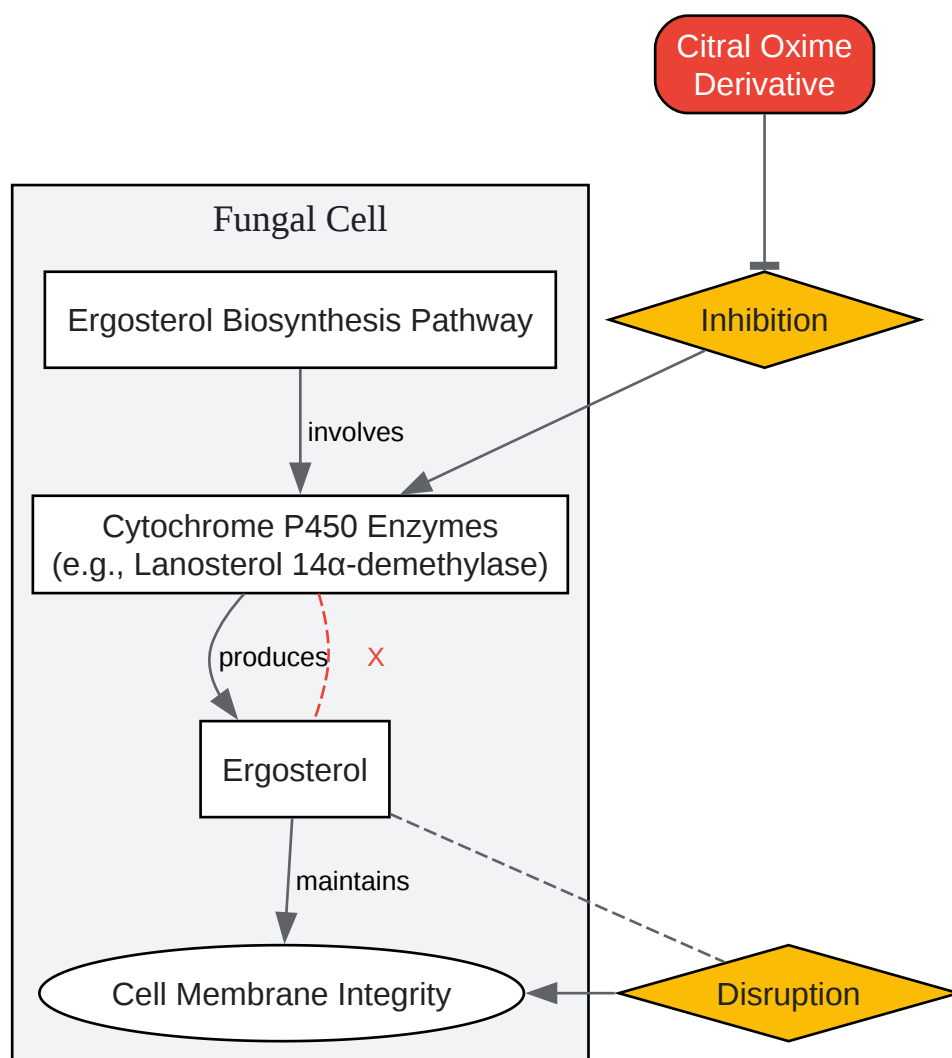 Citral Oxime
Derivative
Fungal Cell
Ergosterol Biosynthesis Pathway
Inhibition
involves
Cytochrome P450 Enzymes
(e.g., Lanosterol 14α-demethylase)
produces
X
Ergosterol
maintains
Cell Membrane Integrity
Disruption